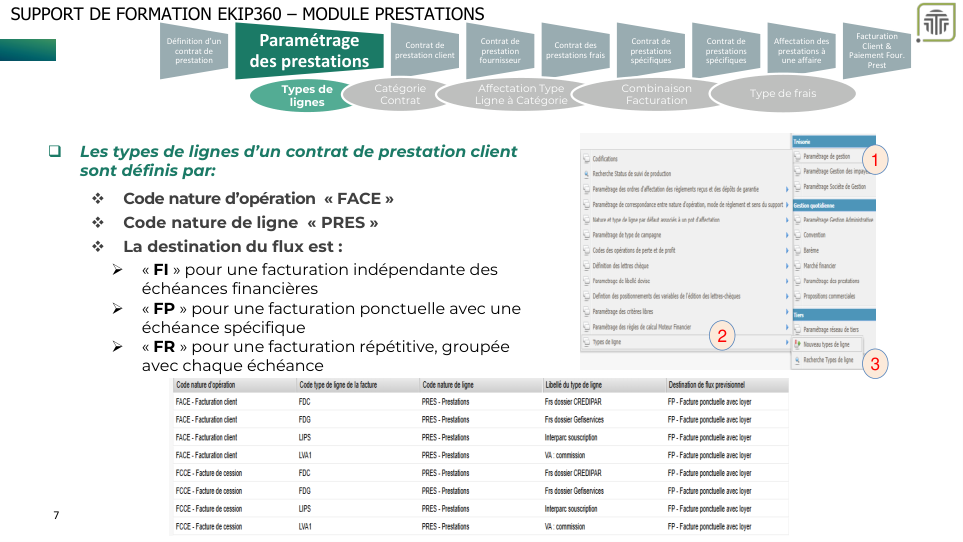 SUPPORT DE FORMATION EKIP360 – MODULE PRESTATIONS
Définition d'un
contrat de
prestation
Paramétrage
des prestations
Contrat de
prestation client
Contrat de
prestation
fournisseur
Contrat des
prestations frais
Contrat de
prestations
spécifiques
Contrat de
prestations
spécifiques
Affectation des
prestations à
une affaire
Facturation
Client &
Paiement Four.
Prest
Types de
lignes
Catégorie
Contrat
Affectation Type
Ligne à Catégorie
Combinaison
Facturation
Type de frais
❑ Les types de lignes d'un contrat de prestation client
sont définis par:
❖ Code nature d'opération « FACE »
❖ Code nature de ligne « PRES »
❖ La destination du flux est :
➢ « FI » pour une facturation indépendante des
échéances financières
➢ « FP » pour une facturation ponctuelle avec une
échéance spécifique
➢ « FR » pour une facturation répétitive, groupée
avec chaque échéance
Codifications
Recherche Status de suivi de production
Paramétrage des ordres d'affectation des réglements reçus et des dépôts de garantie
Paramétrage de correspondance entre nature d'opération, mode de réglement et sens du support
Nature et type de ligne par défaut associés à un pot d'affectation
Paramétrage de type de campagne
Codes des opérations de perte et de profit
Définition des lettres chèque
Paramétrage du libellé
Définition des positionnements des variables de l'édition des lettres-chèques
Paramétrage des critères libres
Paramétrage des règles de calcul Moteur Financier
Types de ligne
2
Trésorerie
Paramétrage de gestion
1
Paramétrage Gestion des impayés
Paramétrage Société de Gestion
Gestion quotidienne
Paramétrage Gestion Administrative
Convention
Barème
Marché financier
Paramétrage des prestations
Propositions commerciales
Tiers
Paramétrage réseau de tiers
Nouveau types de ligne
Recherche Types de ligne
3
Code nature d'opération Code type de ligne de la facture Code nature de ligne Libellé du type de ligne Destination de flux previsionnel
FACE - Facturation client FDC PRES - Prestations Frs dossier CREDIPAR FP - Facture ponctuelle avec loyer
FACE - Facturation client FDG PRES - Prestations Frs dossier Gefiservices FP - Facture ponctuelle avec loyer
FACE - Facturation client LIPS PRES - Prestations Interparc souscription FP - Facture ponctuelle avec loyer
FACE - Facturation client LVA1 PRES - Prestations VA : commission FP - Facture ponctuelle avec loyer
FCCE - Facture de cession FDC PRES - Prestations Frs dossier CREDIPAR FP - Facture ponctuelle avec loyer
FCCE - Facture de cession FDG PRES - Prestations Frs dossier Gefiservices FP - Facture ponctuelle avec loyer
FCCE - Facture de cession LIPS PRES - Prestations Interparc souscription FP - Facture ponctuelle avec loyer
FCCE - Facture de cession LVA1 PRES - Prestations VA : commission FP - Facture ponctuelle avec loyer
7